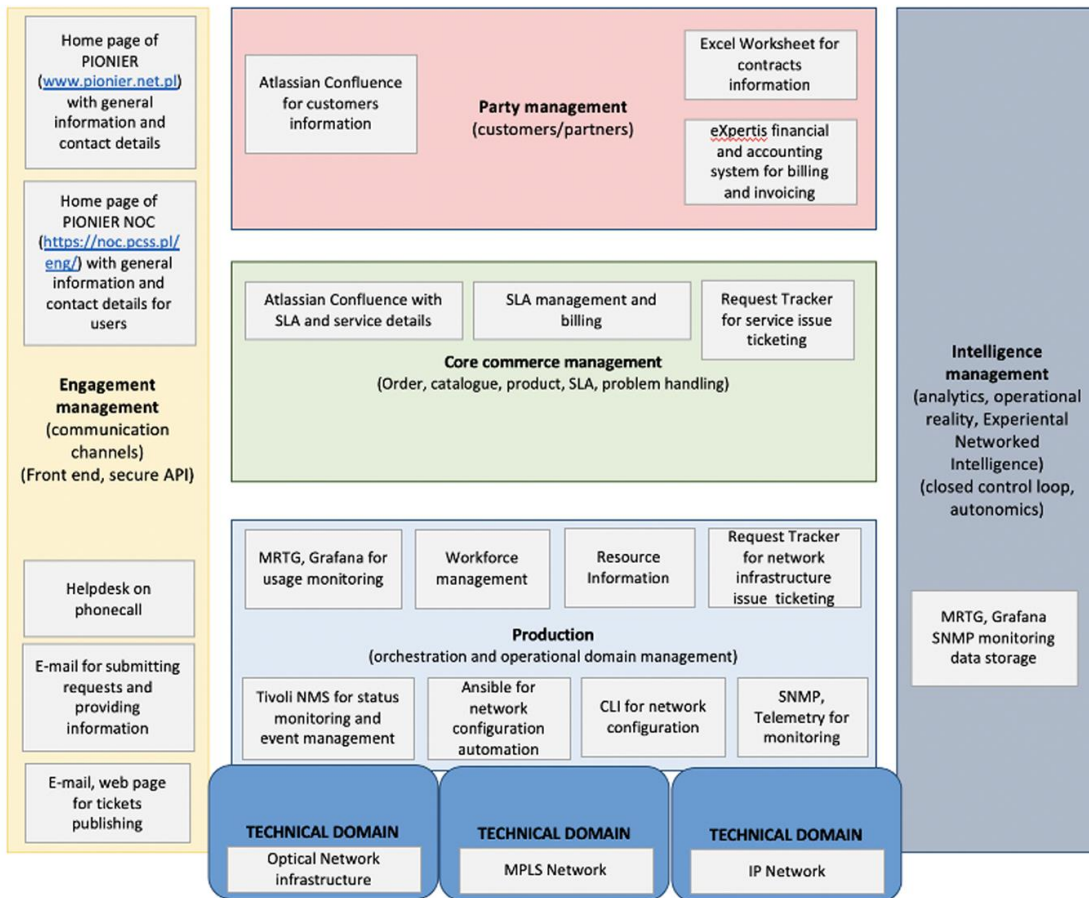 Home page of
PIONIER
(www.pionier.net.pl)
with general
information and
contact details
Home page of
PIONIER NOC
(https://noc.pcss.pl/
eng/) with general
information and
contact details for
users
Engagement
management
(communication
channels)
(Front end, secure API)
Helpdesk on
phonecall
E-mail for submitting
requests and
providing
information
E-mail, web page
for tickets
publishing
Atlassian Confluence
for customers
information
Party management
(customers/partners)
Excel Worksheet for
contracts
information
eXpertis financial
and accounting
system for billing
and invoicing
Atlassian Confluence with
SLA and service details
SLA management and
billing
Request Tracker
for service issue
ticketing
Core commerce management
(Order, catalogue, product, SLA, problem handling)
MRTG, Grafana for
usage monitoring
Workforce
management
Resource
Information
Request Tracker
for network
infrastructure
issue ticketing
Production
(orchestration and operational domain management)
Tivoli NMS for status
monitoring and
event management
Ansible for
network
configuration
automation
CLI for network
configuration
SNMP,
Telemetry for
monitoring
TECHNICAL DOMAIN
Optical Network
infrastructure
TECHNICAL DOMAIN
MPLS Network
TECHNICAL DOMAIN
IP Network
Intelligence
management
(analytics, operational
reality, Experiental
Networked
Intelligence)
(closed control loop,
autonomics)
MRTG, Grafana
SNMP monitoring
data storage